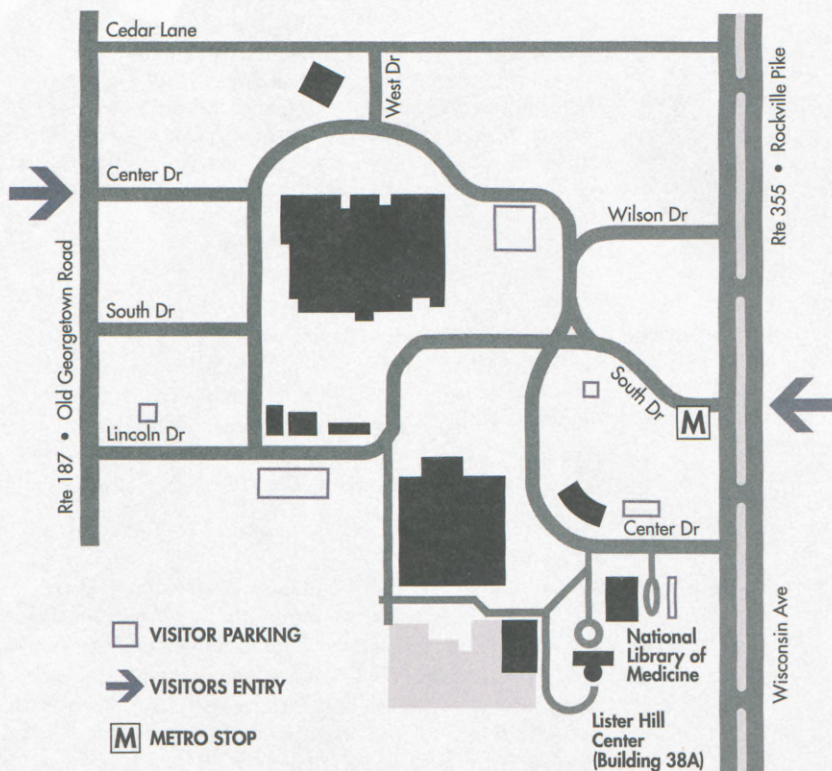 Cedar Lane
West Dr
Rte 355 • Rockville Pike
Center Dr
Wilson Dr
Rte 187 • Old Georgetown Road
South Dr
South Dr
M
Lincoln Dr
Center Dr
VISITOR PARKING
National
Library of
Medicine
Wisconsin Ave
VISITORS ENTRY
M METRO STOP
Lister Hill
Center
(Building 38A)